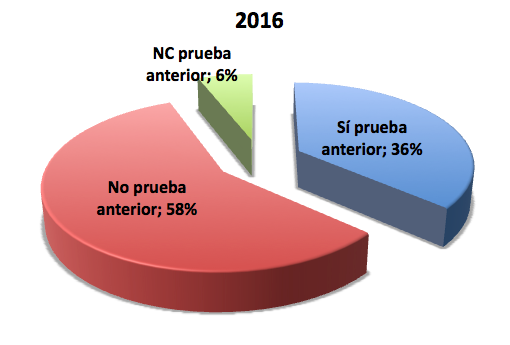 2016
NC prueba
anterior; 6%
Sí prueba
anterior; 36%
No prueba
anterior; 58%